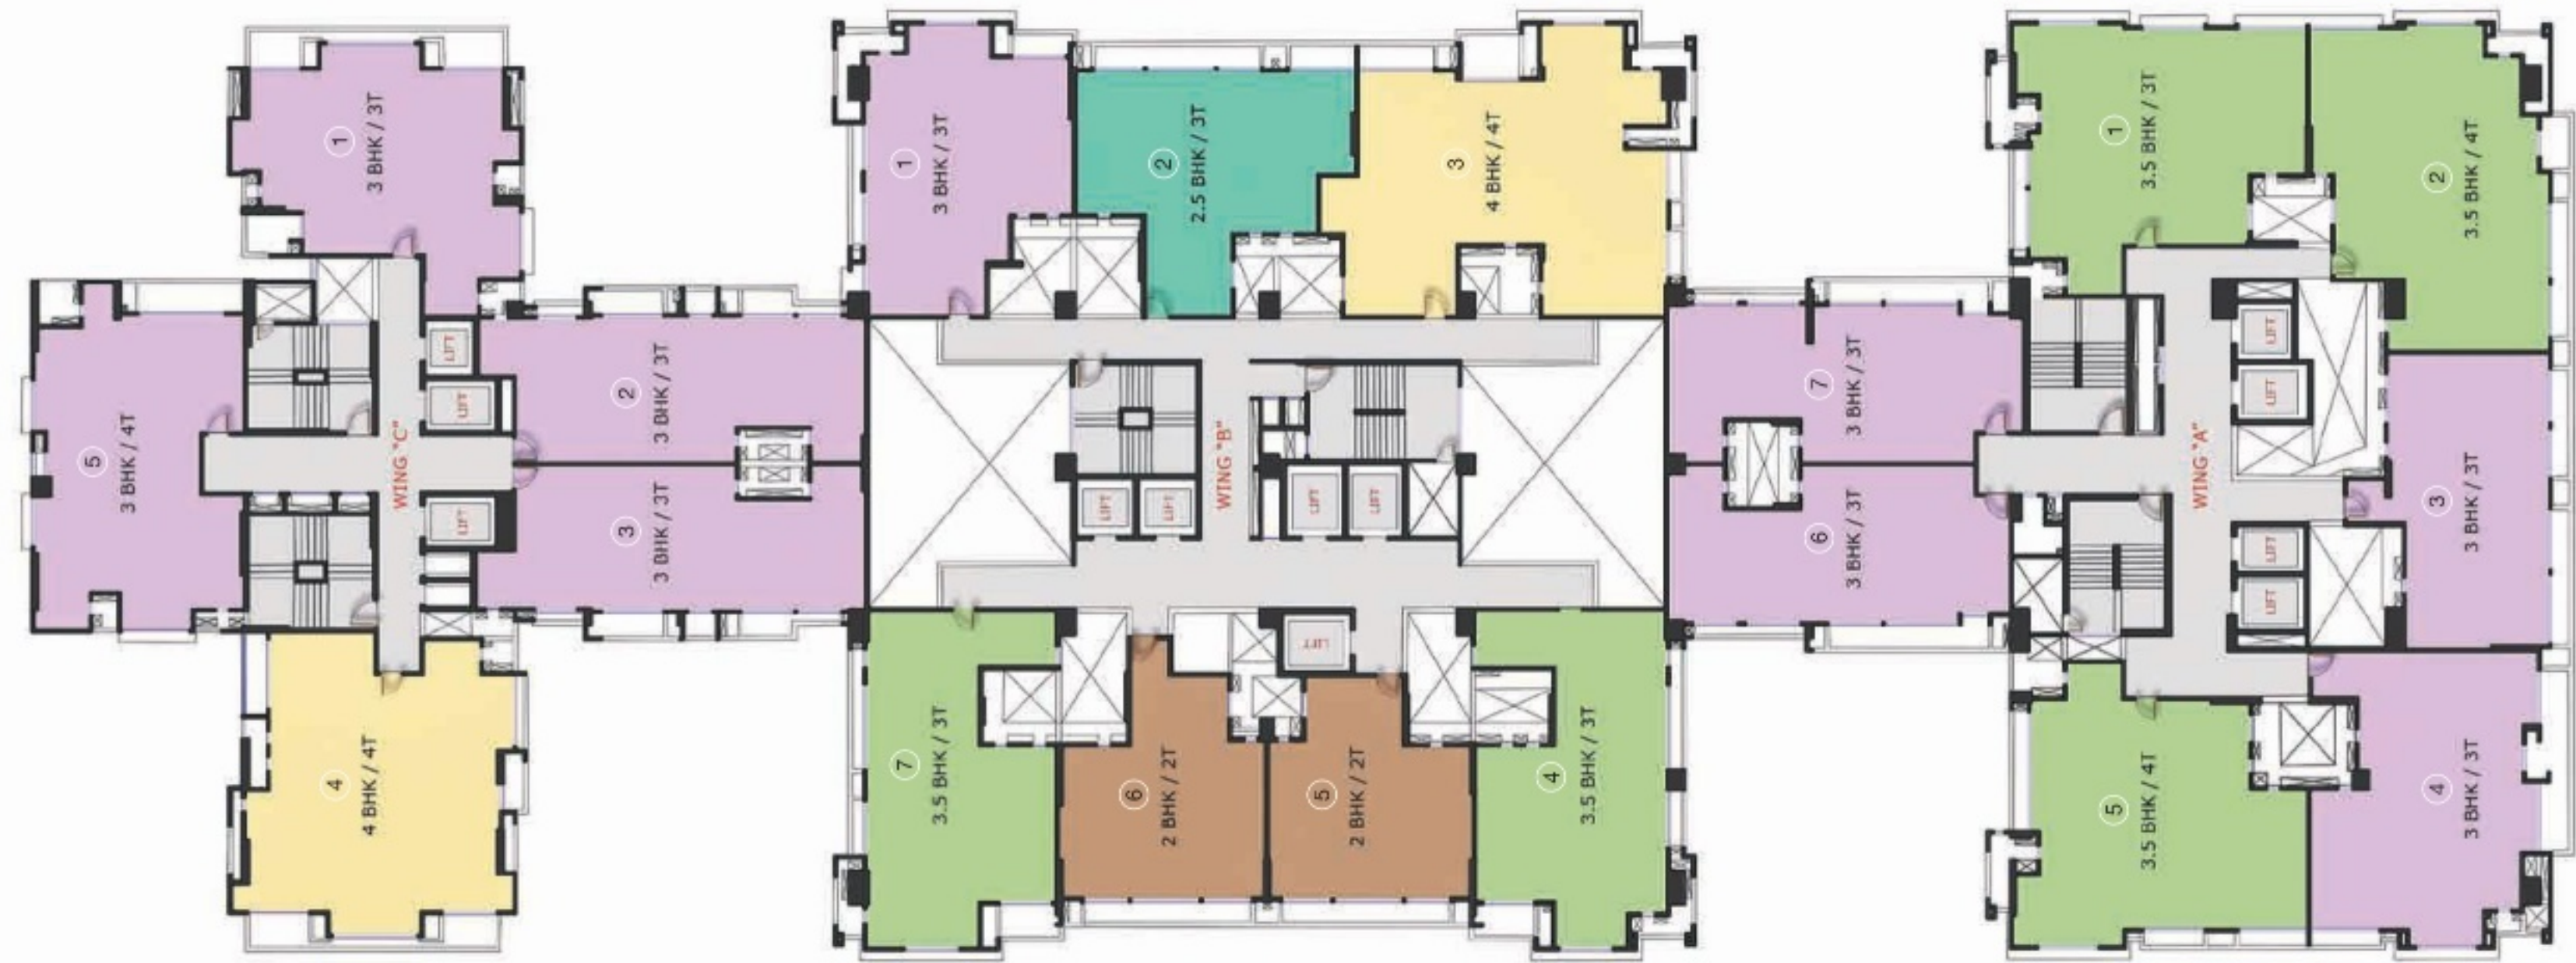 1
3 BHK / 3T
5
3 BHK / 4T
WING "C"
LIFT
LIFT
LIFT
2
3 BHK / 3T
3
3 BHK / 3T
4
4 BHK / 4T
1
3 BHK / 3T
2
2.5 BHK / 3T
3
4 BHK / 4T
WING "B"
LIFT
LIFT
LIFT
LIFT
LIFT
7
3.5 BHK / 3T
6
2 BHK / 2T
5
2 BHK / 2T
4
3.5 BHK / 3T
1
3.5 BHK / 3T
2
3.5 BHK / 4T
7
3 BHK / 3T
6
3 BHK / 3T
WING "A"
LIFT
LIFT
LIFT
LIFT
3
3 BHK / 3T
5
3.5 BHK / 4T
4
3 BHK / 3T